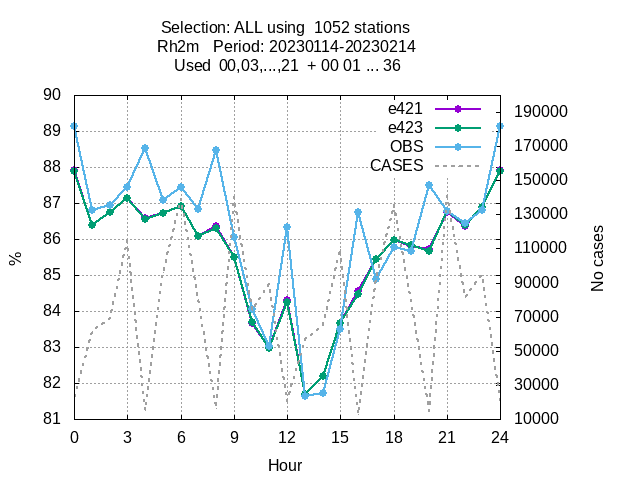 Selection: ALL using  1052 stations
Rh2m   Period: 20230114-20230214
Used  00,03,...,21  + 00 01 ... 36
90
89
88
87
86
85
84
83
82
81
%
e421
e423
OBS
CASES
190000
170000
150000
130000
110000
90000
70000
50000
30000
10000
No cases
0 3 6 9 12 15 18 21 24
Hour